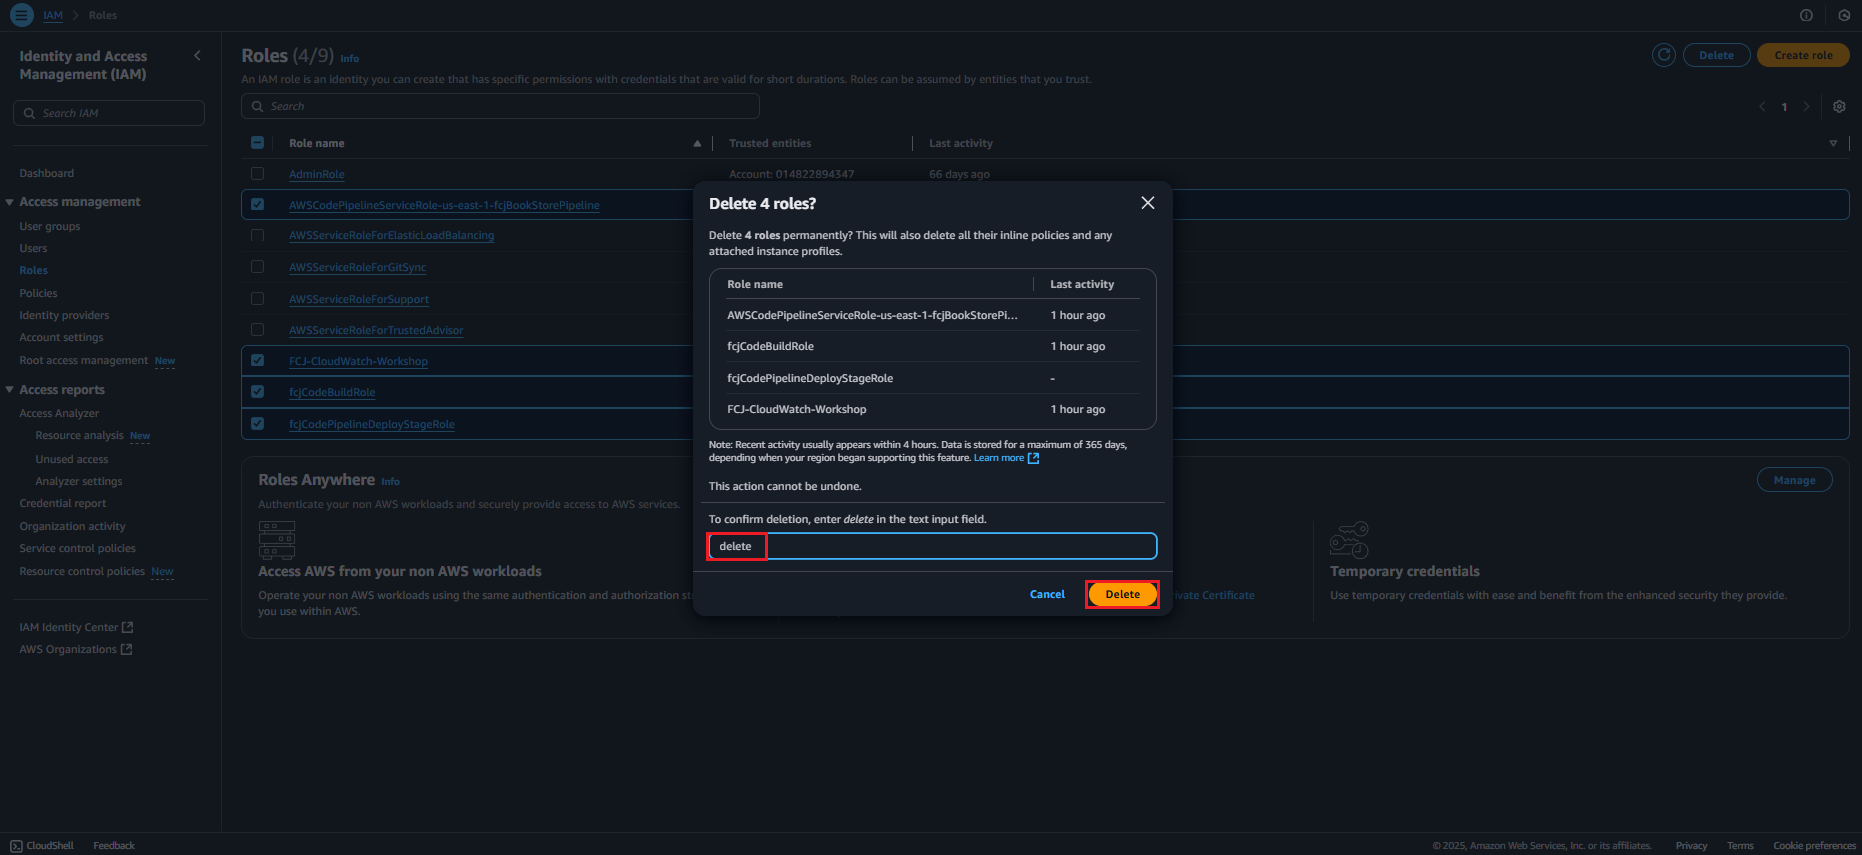 IAM > Roles
Identity and Access
Management (IAM)
Search IAM
Dashboard
Access management
User groups
Users
Roles
Policies
Identity providers
Account settings
Root access management New
Access reports
Access Analyzer
Resource analysis New
Unused access
Analyzer settings
Credential report
Organization activity
Service control policies
Resource control policies New
IAM Identity Center
AWS Organizations
Roles (4/9) Info
Delete
Create role
An IAM role is an identity you can create that has specific permissions with credentials that are valid for short durations. Roles can be assumed by entities that you trust.
Search
1
Role name Trusted entities Last activity
AdminRole Account: 014822894347 66 days ago
AWSCodePipelineServiceRole-us-east-1-fcjBookStorePipeline
AWSServiceRoleForElasticLoadBalancing
AWSServiceRoleForGitSync
AWSServiceRoleForSupport
AWSServiceRoleForTrustedAdvisor
FCJ-CloudWatch-Workshop
fcjCodeBuildRole
fcjCodePipelineDeployStageRole
Roles Anywhere Info
Manage
Authenticate your non AWS workloads and securely provide access to AWS services.
Access AWS from your non AWS workloads
Operate your non AWS workloads using the same authentication and authorization st
you use within AWS.
ivate Certificate
Temporary credentials
Use temporary credentials with ease and benefit from the enhanced security they provide.
Delete 4 roles?
Delete 4 roles permanently? This will also delete all their inline policies and any
attached instance profiles.
Role name Last activity
AWSCodePipelineServiceRole-us-east-1-fcjBookStorePi... 1 hour ago
fcjCodeBuildRole 1 hour ago
fcjCodePipelineDeployStageRole -
FCJ-CloudWatch-Workshop 1 hour ago
Note: Recent activity usually appears within 4 hours. Data is stored for a maximum of 365 days,
depending when your region began supporting this feature. Learn more
This action cannot be undone.
To confirm deletion, enter delete in the text input field.
delete
Cancel Delete
CloudShell Feedback
© 2025, Amazon Web Services, Inc. or its affiliates. Privacy Terms Cookie preferences